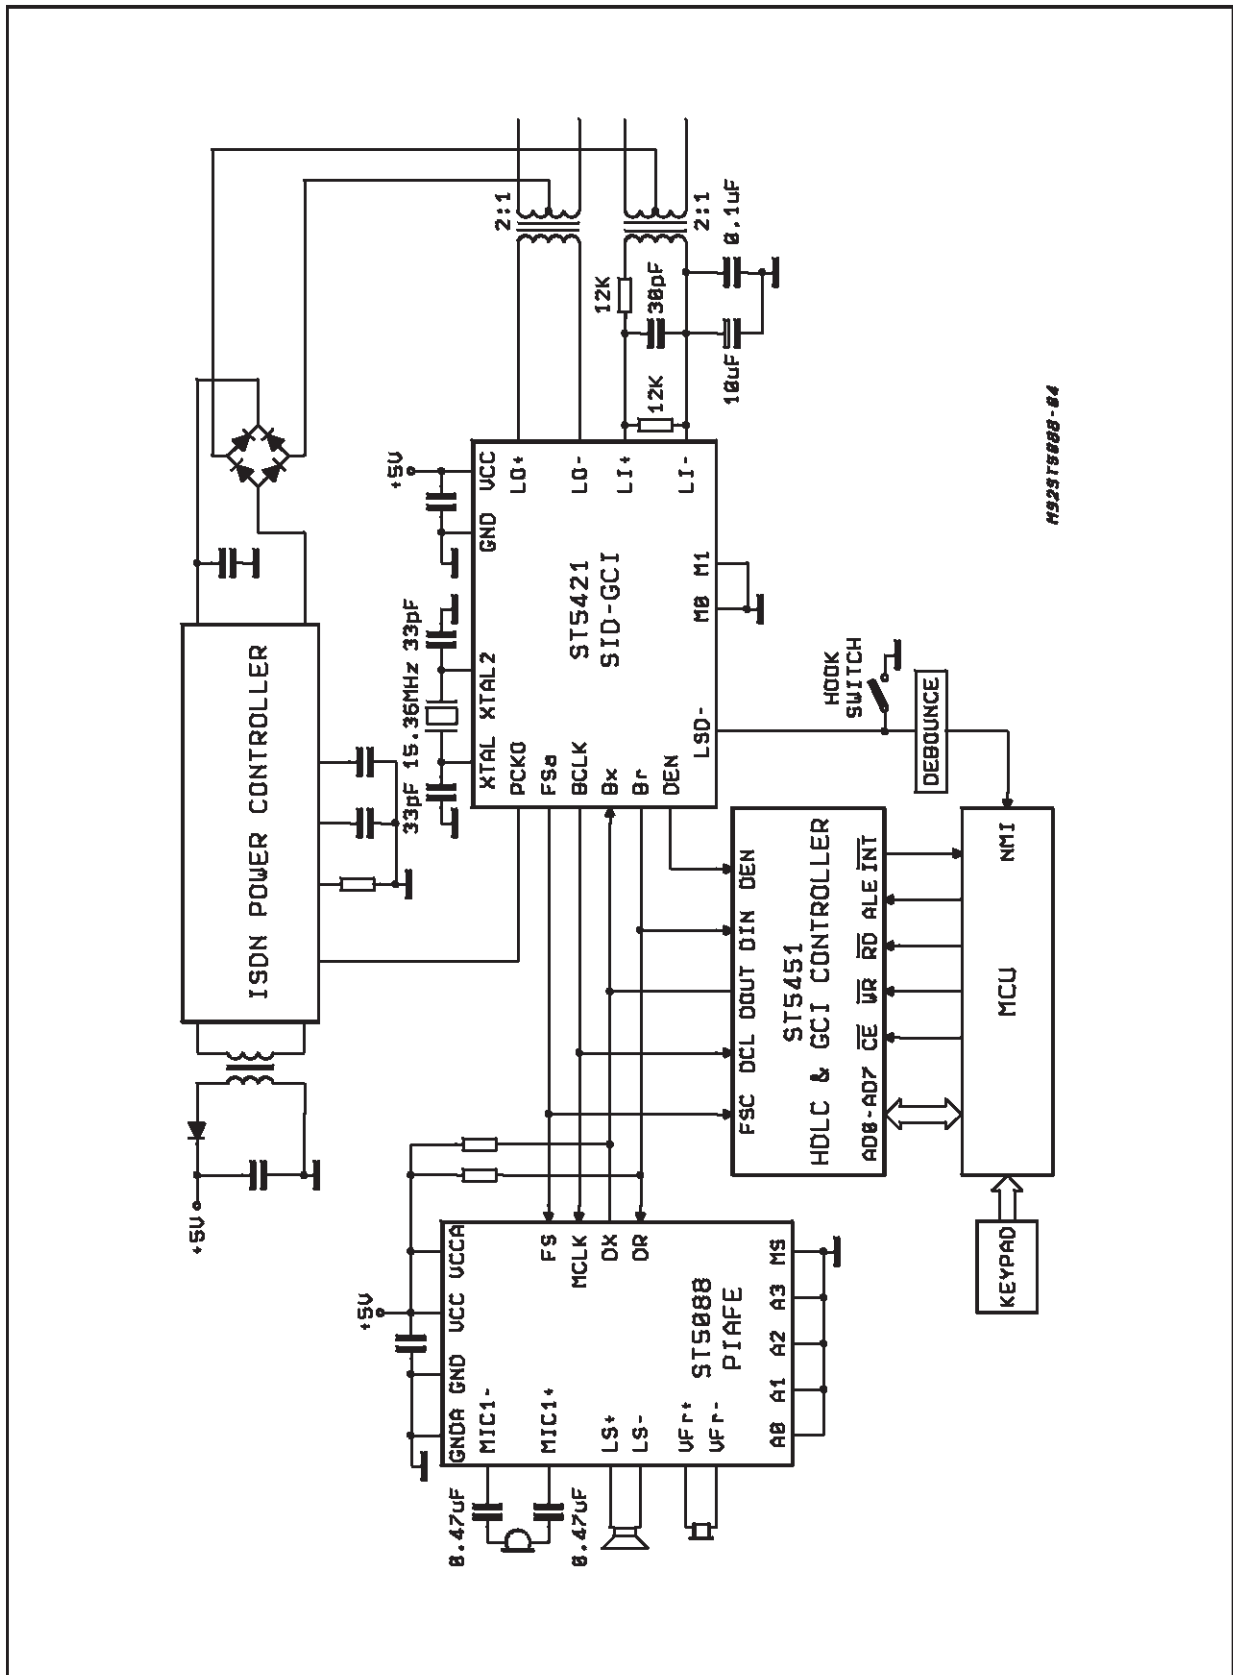 +5V
ISDN POWER CONTROLLER
2:1
2:1
0.1uF
12K
30pF
12K
10uF
+5V
33pF 15.36MHz 33pF
XTAL XTAL2 GND VCC
PCKO
FSa
BCLK
Bx
Br
DEN
LO+
LO-
LI+
LI-
ST5421
SID-GCI
LSD-
M0 M1
HOOK
SWITCH
DEBOUNCE
+5V
GNDA GND VCC VCCA
MIC1-
MIC1+
LS+
LS-
VFr+
VFr-
FS
MCLK
DX
DR
ST5088
PIAFE
A0 A1 A2 A3 MS
0.47uF
0.47uF
FSC DCL DOUT DIN DEN
ST5451
HDLC & GCI CONTROLLER
AD0-AD7 CE WR RD ALE INT
NMI
MCU
KEYPAD
M92ST5088-04